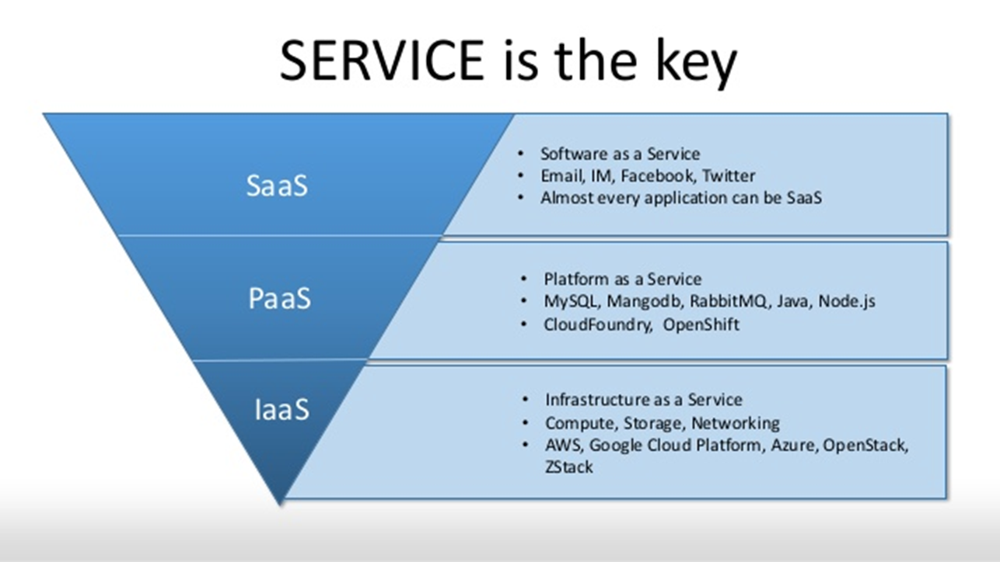 SERVICE is the key
SaaS
• Software as a Service
• Email, IM, Facebook, Twitter
• Almost every application can be SaaS
PaaS
• Platform as a Service
• MySQL, Mangodb, RabbitMQ, Java, Node.js
• CloudFoundry, OpenShift
IaaS
• Infrastructure as a Service
• Compute, Storage, Networking
• AWS, Google Cloud Platform, Azure, OpenStack,
ZStack